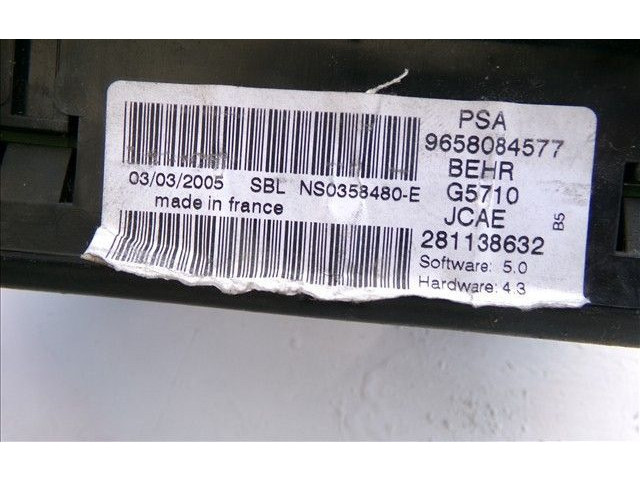 03/03/2005 SBL NS0358480-E
made in france
PSA
9658084577
BEHR
G5710
JCAE
281138632
Software: 5.0
Hardware: 4.3
B5